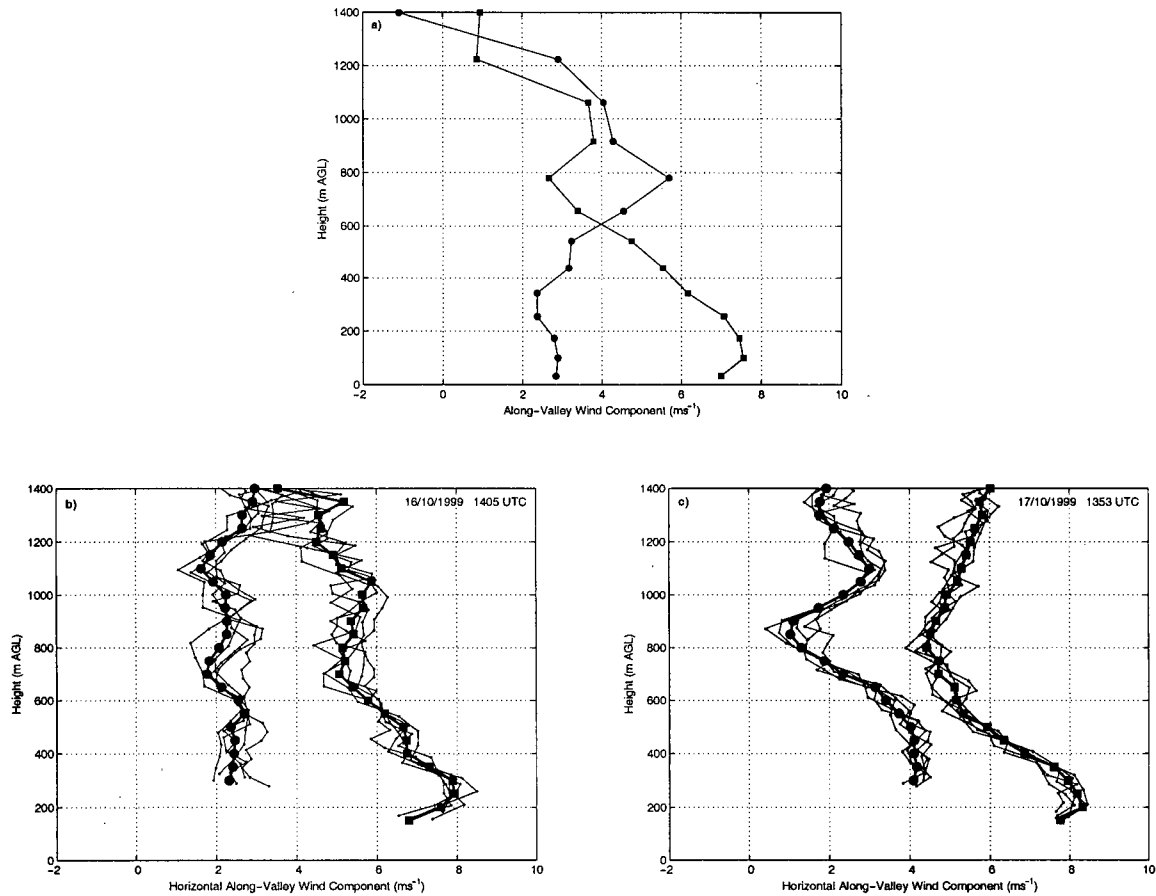 a)
1400
1200
1000
800
600
400
200
0
Height (m AGL)
-2 0 2 4 6 8 10
Along-Valley Wind Component (ms⁻¹)
b)
16/10/1999 1405 UTC
1400
1200
1000
800
600
400
200
0
Height (m AGL)
-2 0 2 4 6 8 10
Horizontal Along-Valley Wind Component (ms⁻¹)
c)
17/10/1999 1353 UTC
1400
1200
1000
800
600
400
200
0
Height (m AGL)
-2 0 2 4 6 8 10
Horizontal Along-Valley Wind Component (ms⁻¹)